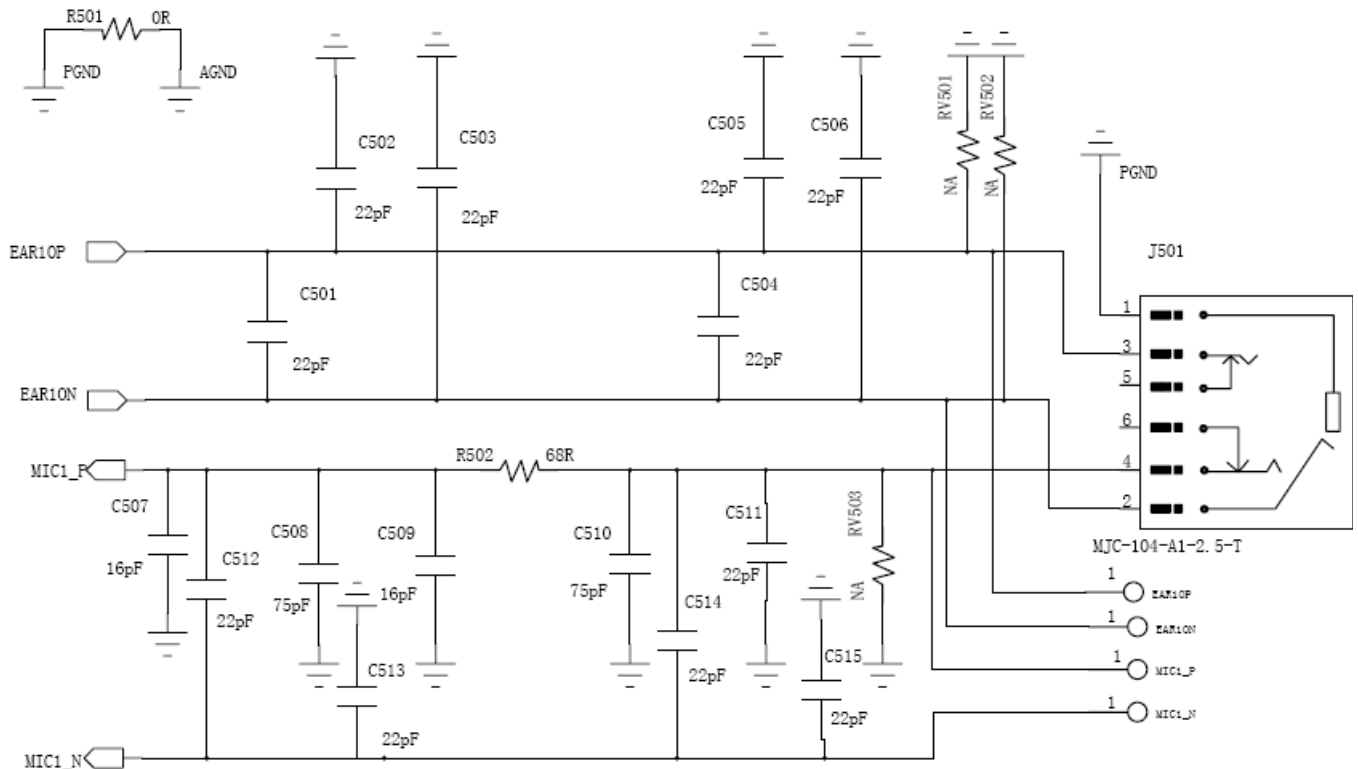 R501 0R
PGND
AGND
C502
22pF
C503
22pF
C505
22pF
C506
22pF
RV501
NA
RV502
NA
PGND
EAR1OP
C501
22pF
C504
22pF
J501
1
3
5
6
4
2
MJC-104-A1-2.5-T
EAR1ON
MIC1_P
R502 68R
C507
16pF
C512
22pF
C508
75pF
C509
16pF
C513
22pF
C510
75pF
C514
22pF
C511
22pF
C515
22pF
RV503
NA
1 EAR1OP
1 EAR1ON
1 MIC1_P
1 MIC1_N
MIC1_N